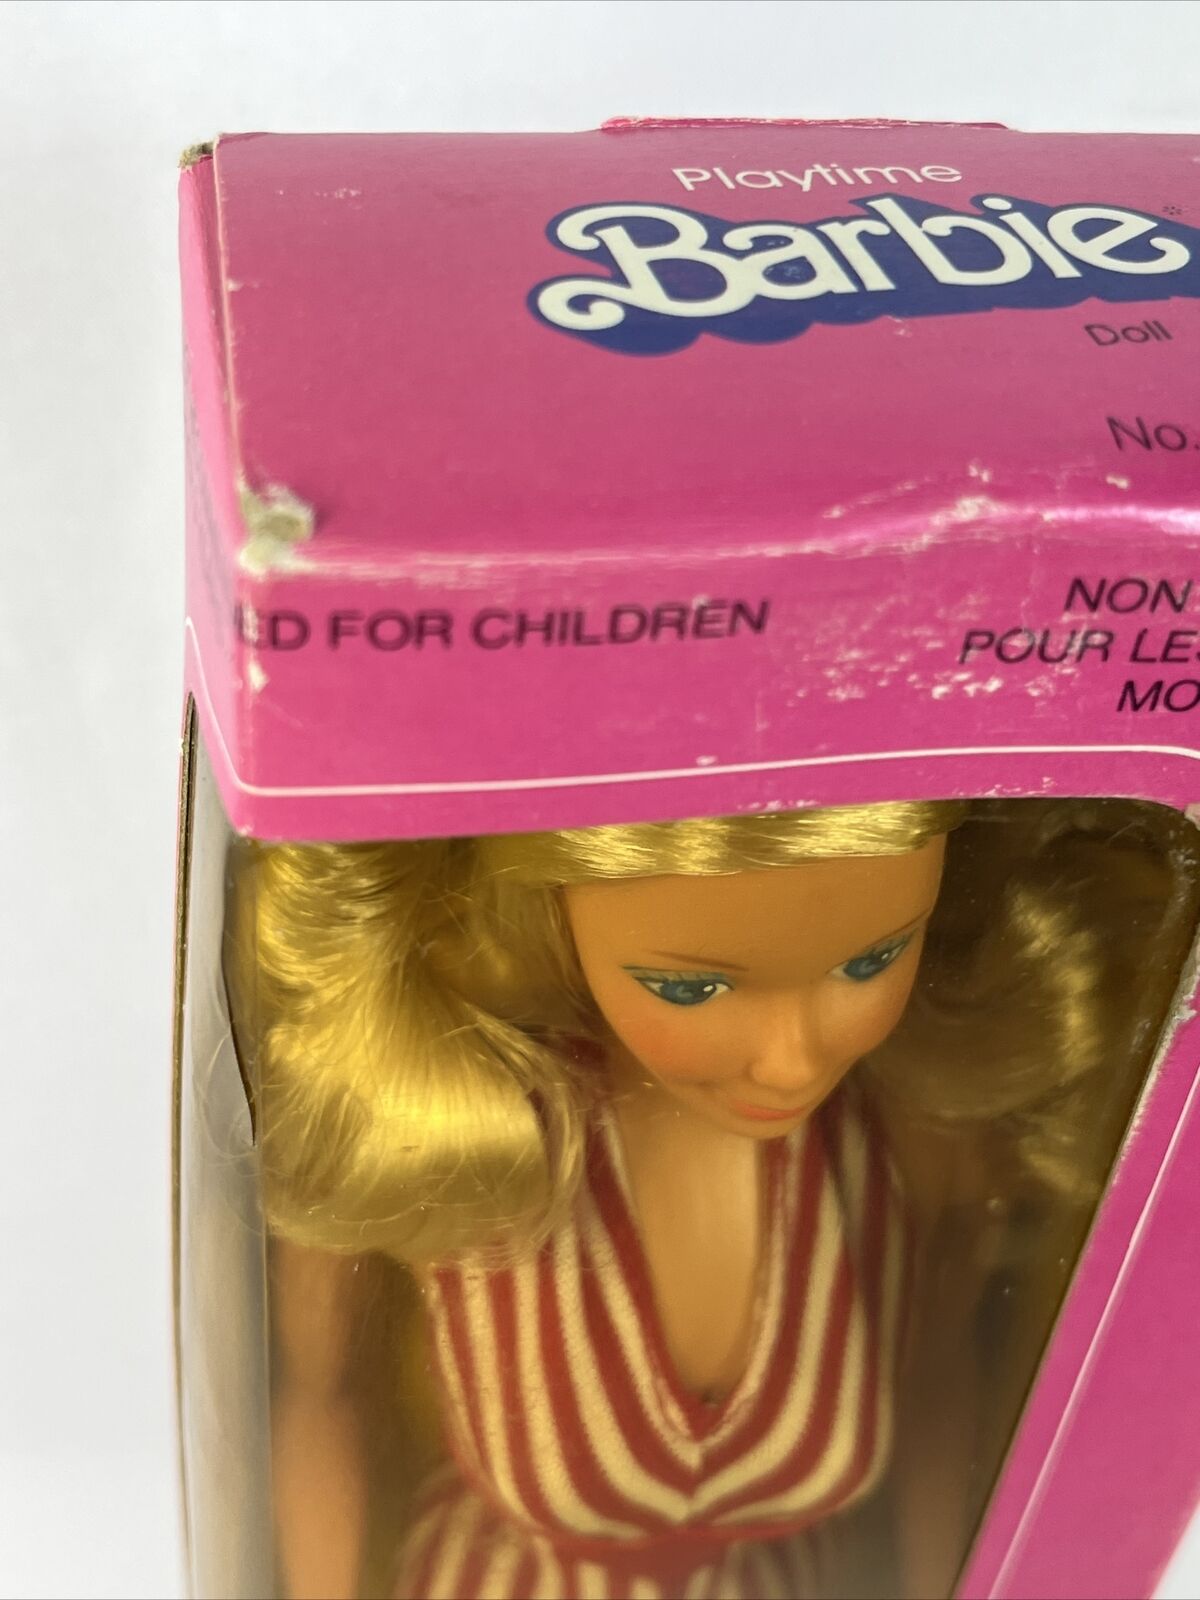 Playtime
Barbie*
Doll
No.
ED FOR CHILDREN
NON
POUR LES
MO